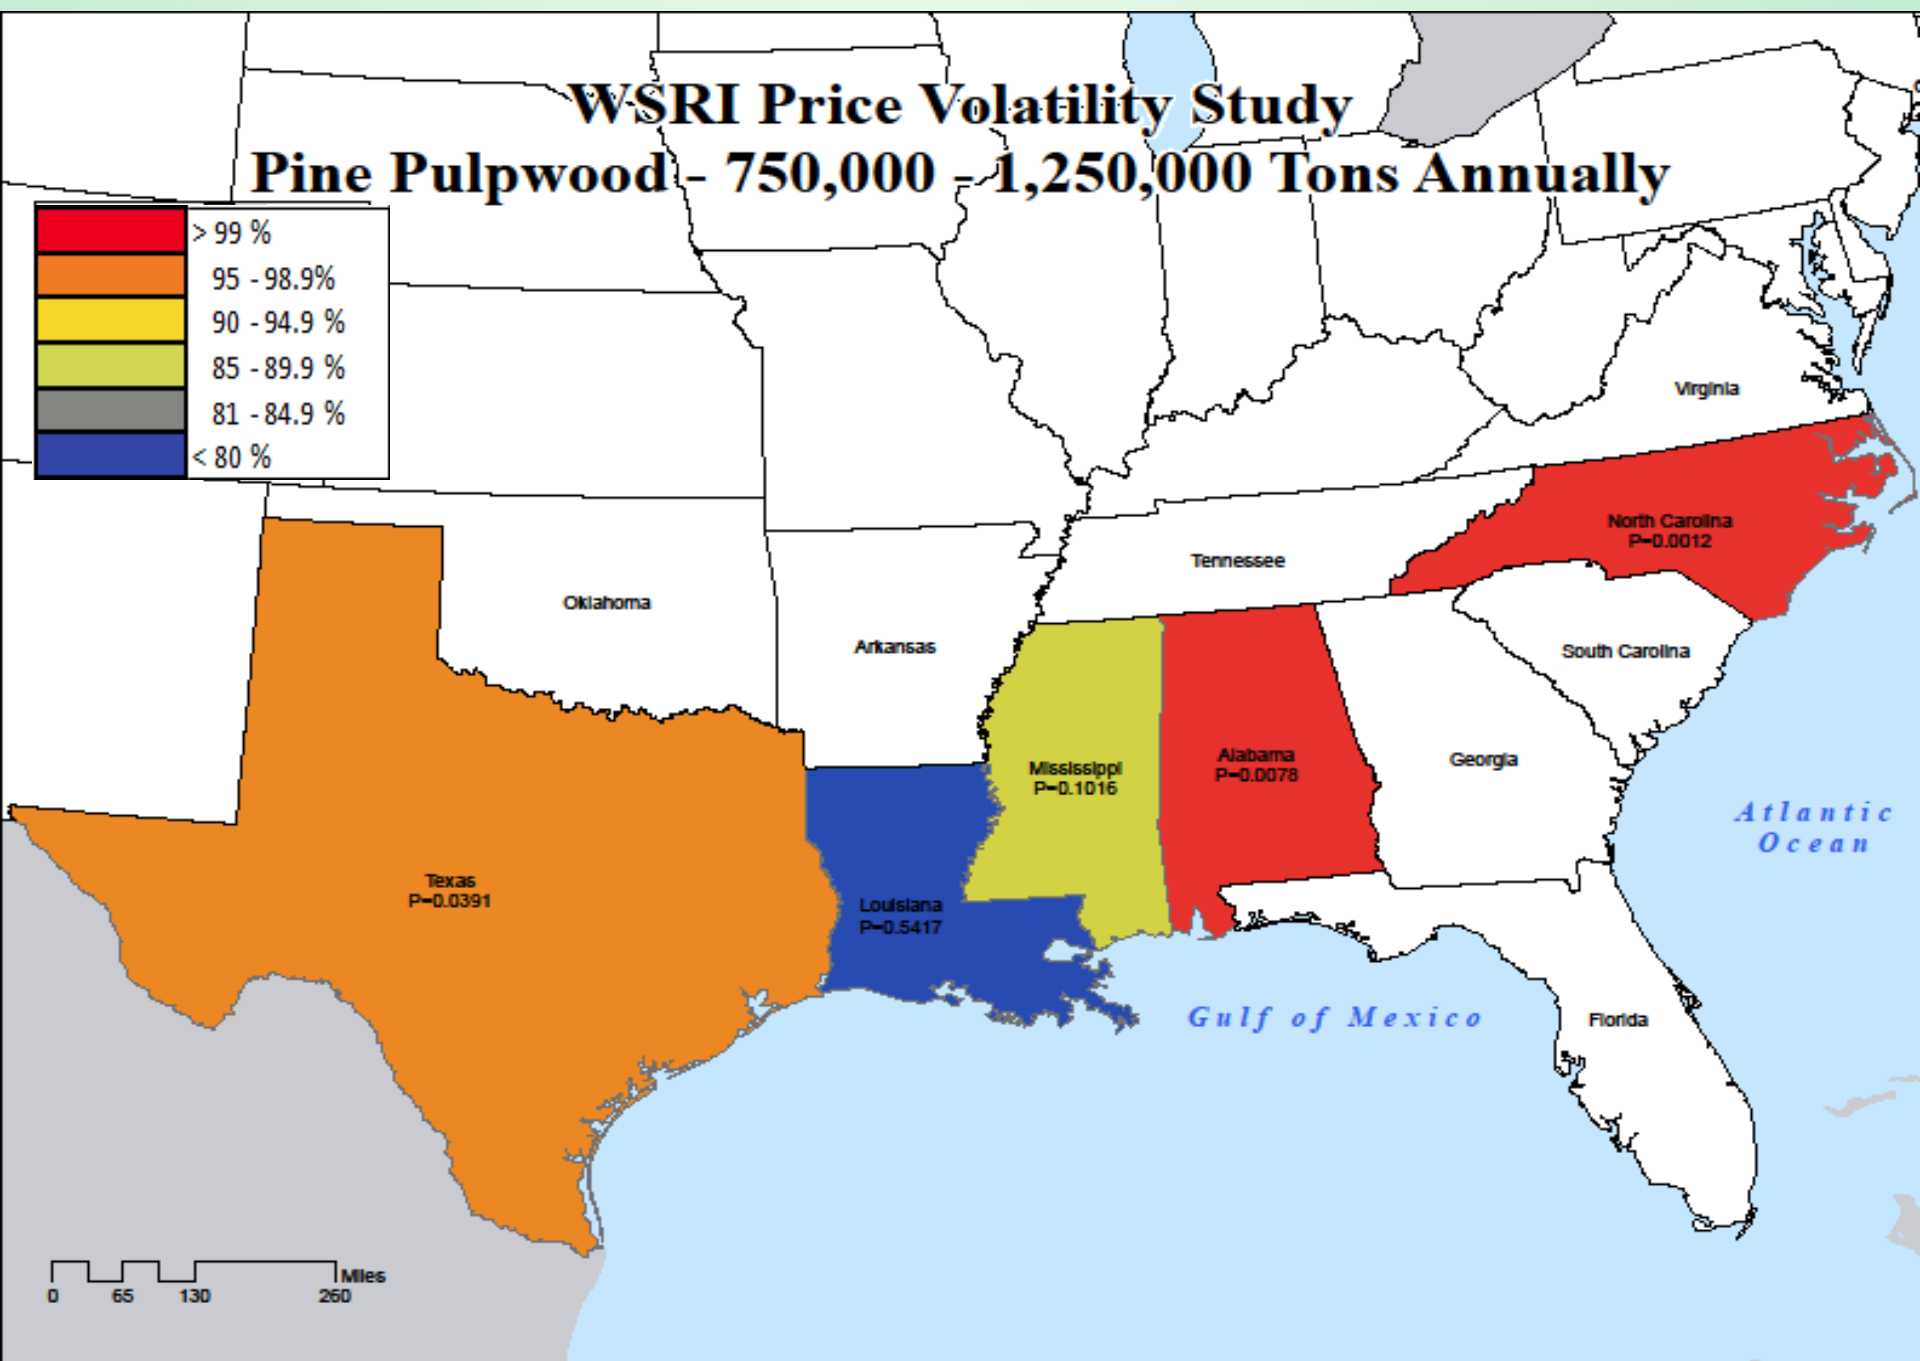 WSRI Price Volatility Study
Pine Pulpwood - 750,000 - 1,250,000 Tons Annually
> 99 %
95 - 98.9%
90 - 94.9 %
85 - 89.9 %
81 - 84.9 %
< 80 %
Virginia
North Carolina
P=0.0012
Tennessee
Oklahoma
Arkansas
South Carolina
Mississippi
P=0.1016
Alabama
P=0.0078
Georgia
Atlantic
Ocean
Texas
P=0.0391
Louisiana
P=0.5417
Gulf of Mexico
Florida
Miles
0 65 130 260